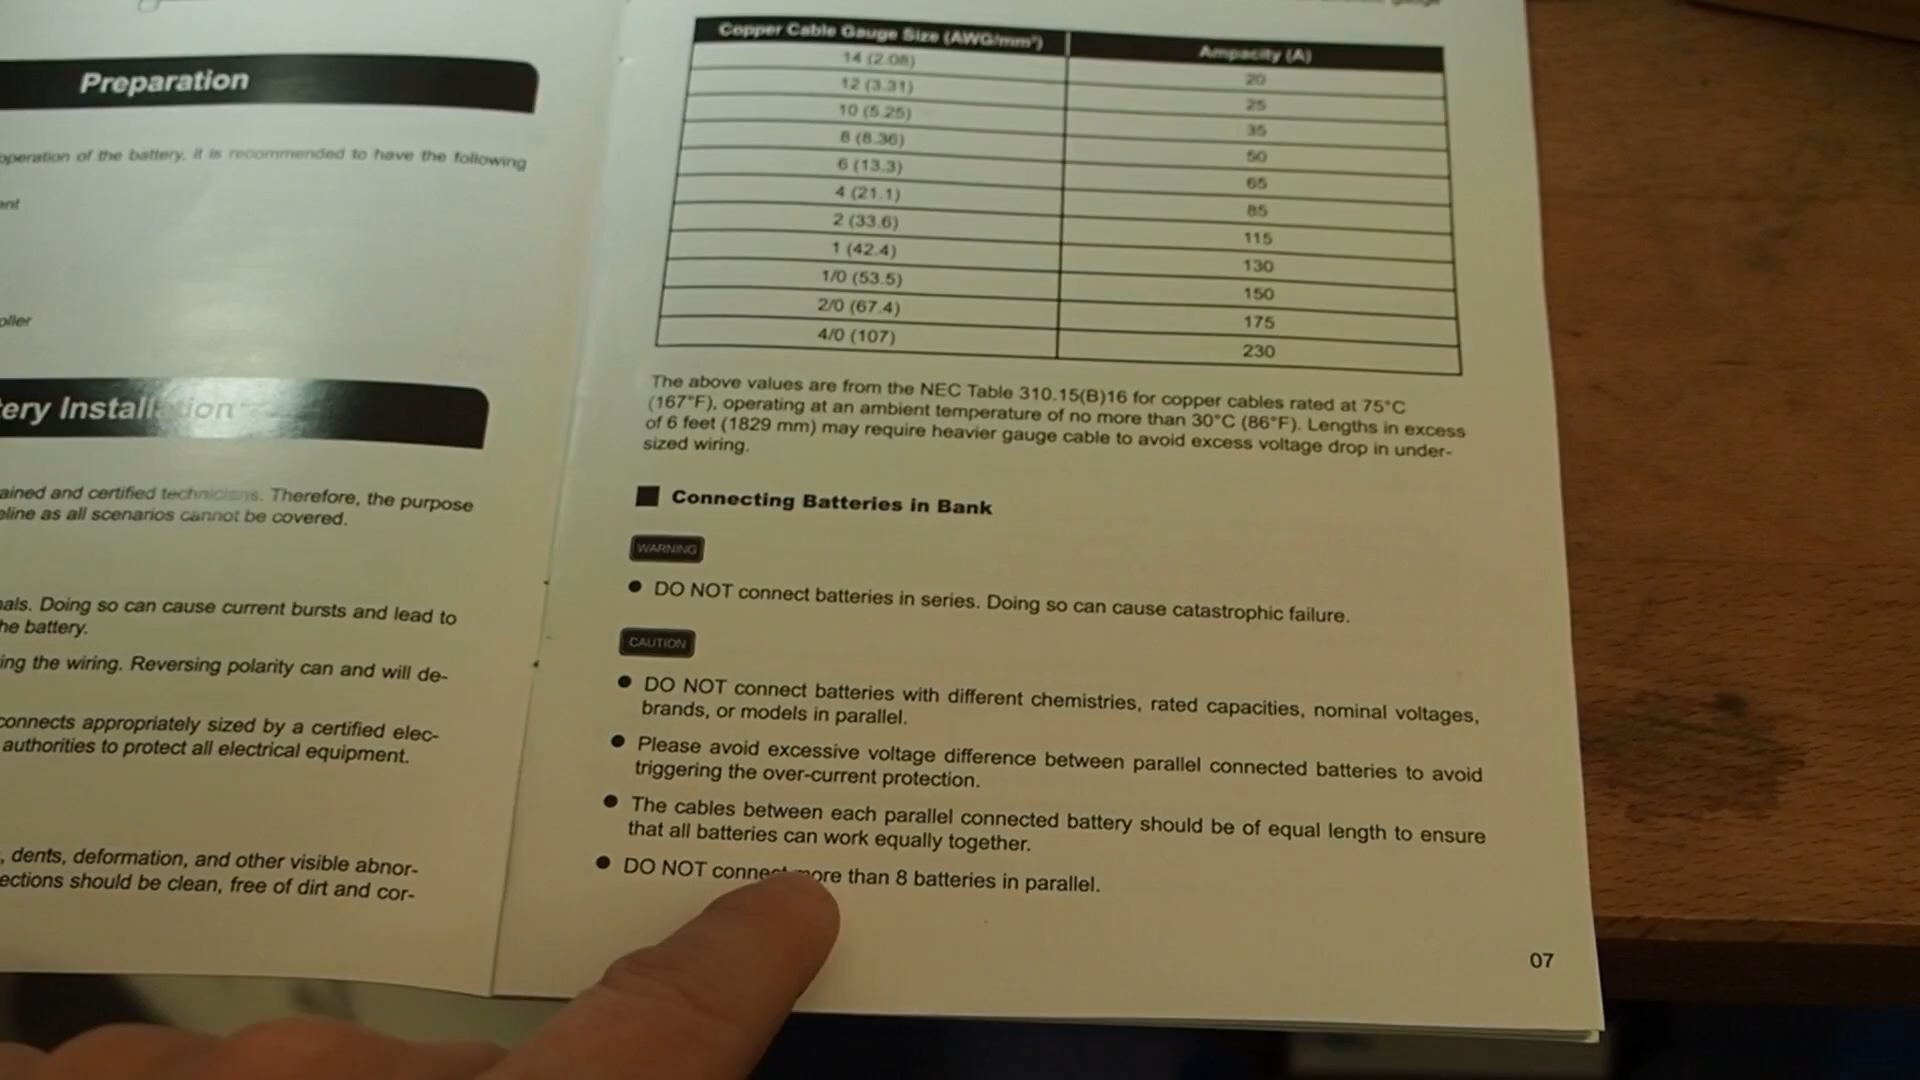 Preparation
operation of the battery, it is recommended to have the following
ery Installation
ained and certified technicians. Therefore, the purpose
eline as all scenarios cannot be covered.
nals. Doing so can cause current bursts and lead to
he battery.
ing the wiring. Reversing polarity can and will de-
connects appropriately sized by a certified elec-
authorities to protect all electrical equipment.
, dents, deformation, and other visible abnor-
ections should be clean, free of dirt and cor-
Copper Cable Gauge Size (AWG/mm²) Ampacity (A)
14 (2.08) 20
12 (3.31) 25
10 (5.25) 35
8 (8.36) 50
6 (13.3) 65
4 (21.1) 85
2 (33.6) 115
1 (42.4) 130
1/0 (53.5) 150
2/0 (67.4) 175
4/0 (107) 230
The above values are from the NEC Table 310.15(B)16 for copper cables rated at 75°C
(167°F), operating at an ambient temperature of no more than 30°C (86°F). Lengths in excess
of 6 feet (1829 mm) may require heavier gauge cable to avoid excess voltage drop in under-
sized wiring.
■ Connecting Batteries in Bank
WARNING
● DO NOT connect batteries in series. Doing so can cause catastrophic failure.
CAUTION
● DO NOT connect batteries with different chemistries, rated capacities, nominal voltages,
brands, or models in parallel.
● Please avoid excessive voltage difference between parallel connected batteries to avoid
triggering the over-current protection.
● The cables between each parallel connected battery should be of equal length to ensure
that all batteries can work equally together.
● DO NOT connect more than 8 batteries in parallel.
07